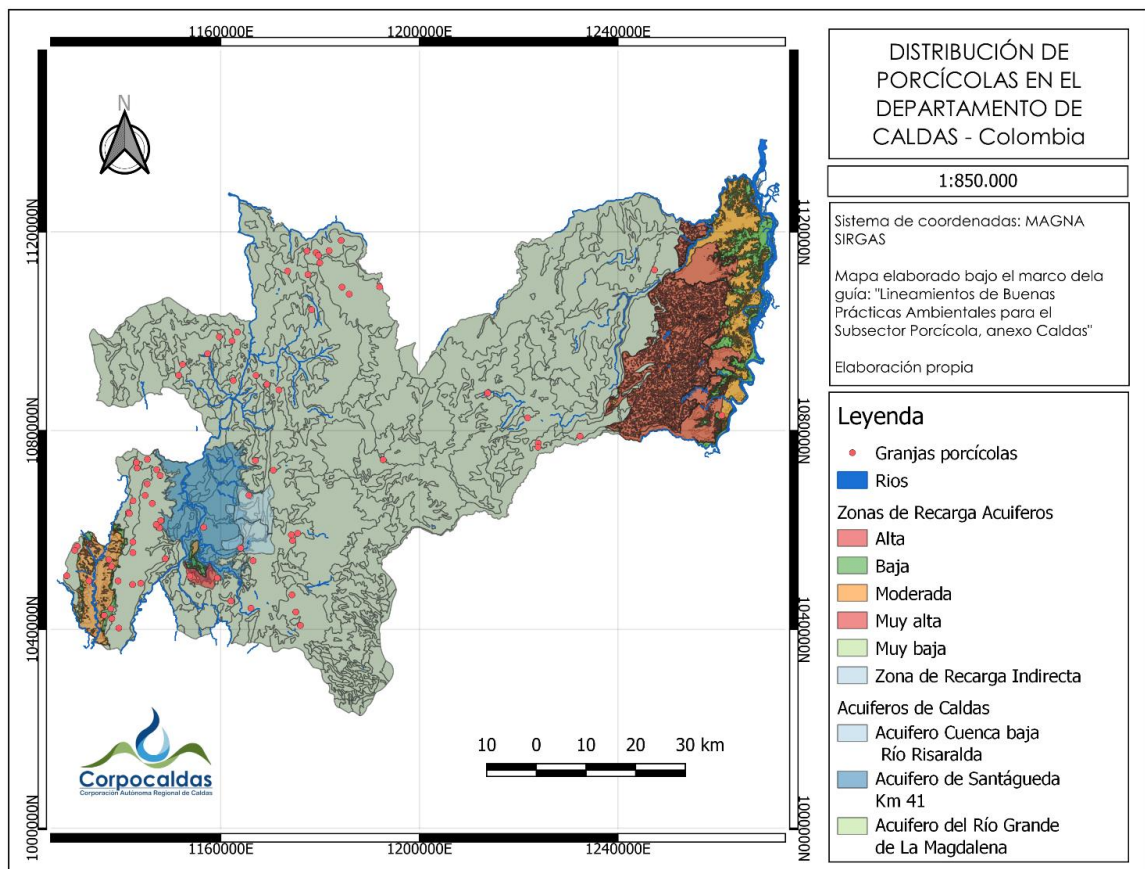 1160000E
1200000E
1240000E
N
1120000N
1120000N
1080000N
1080000N
1040000N
1040000N
1000000N
1000000N
1160000E
1200000E
1240000E
10
0
10
20
30 km
Corpocaldas
Corporación Autónoma Regional de Caldas
DISTRIBUCIÓN DE
PORCÍCOLAS EN EL
DEPARTAMENTO DE
CALDAS - Colombia
1:850.000
Sistema de coordenadas: MAGNA
SIRGAS
Mapa elaborado bajo el marco dela
guía: "Lineamientos de Buenas
Prácticas Ambientales para el
Subsector Porcícola, anexo Caldas"
Elaboración propia
Leyenda
Granjas porcícolas
Rios
Zonas de Recarga Acuiferos
Alta
Baja
Moderada
Muy alta
Muy baja
Zona de Recarga Indirecta
Acuiferos de Caldas
Acuifero Cuenca baja
Río Risaralda
Acuifero de Santágueda
Km 41
Acuifero del Río Grande
de La Magdalena